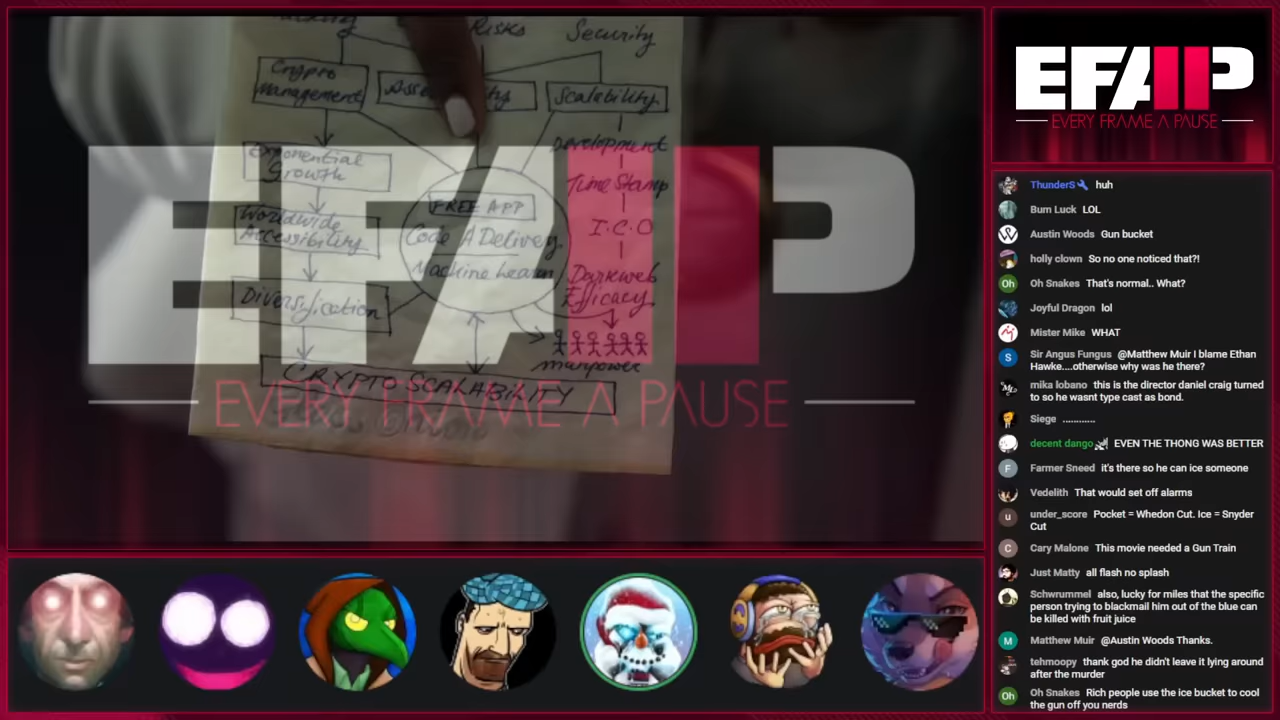 Risks
Security
Crypto
Management
Scalability
Exponential
Growth
Development
Time Stamp
Worldwide
Accessibility
FREE APP
I.C.O
Code A Delivery
Machine Learn
Darkweb
Efficacy
Diversification
manpower
CRYPTO SCALABILITY
EFAP
EVERY FRAME A PAUSE
EFAP
EVERY FRAME A PAUSE
ThunderS huh
Burn Luck LOL
Austin Woods Gun bucket
holly clown So no one noticed that?!
Oh Oh Snakes That's normal.. What?
Joyful Dragon lol
Mister Mike WHAT
S Sir Angus Fungus @Matthew Muir I blame Ethan
Hawke....otherwise why was he there?
mika lobano this is the director daniel craig turned
to so he wasnt type cast as bond.
Siege ............
decent dango EVEN THE THONG WAS BETTER
F Farmer Sneed it's there so he can ice someone
Vedelith That would set off alarms
u under_score Pocket = Whedon Cut. Ice = Snyder
Cut
C Cary Malone This movie needed a Gun Train
Just Matty all flash no splash
Schwrummel also, lucky for miles that the specific
person trying to blackmail him out of the blue can
be killed with fruit juice
M Matthew Muir @Austin Woods Thanks.
tehmoopy thank god he didn't leave it lying around
after the murder
Oh Oh Snakes Rich people use the ice bucket to cool
the gun off you nerds